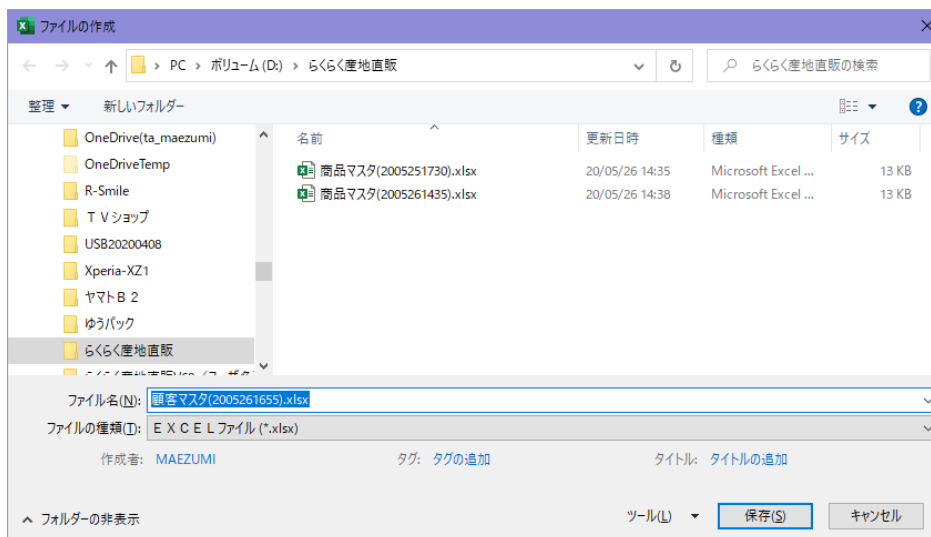 ファイルの作成
PC › ボリューム (D:) › らくらく産地直販
らくらく産地直販の検索
整理 新しいフォルダー
名前 更新日時 種類 サイズ
OneDrive(ta_maezumi)
OneDriveTemp
R-Smile
ＴＶショップ
USB20200408
Xperia-XZ1
ヤマトＢ２
ゆうパック
らくらく産地直販
商品マスタ(2005251730).xlsx 20/05/26 14:35 Microsoft Excel ... 13 KB
商品マスタ(2005261435).xlsx 20/05/26 14:38 Microsoft Excel ... 13 KB
ファイル名(N): 顧客マスタ(2005261655).xlsx
ファイルの種類(T): ＥＸＣＥＬファイル (*.xlsx)
作成者: MAEZUMI タグ: タグの追加 タイトル: タイトルの追加
フォルダーの非表示 ツール(L) 保存(S) キャンセル